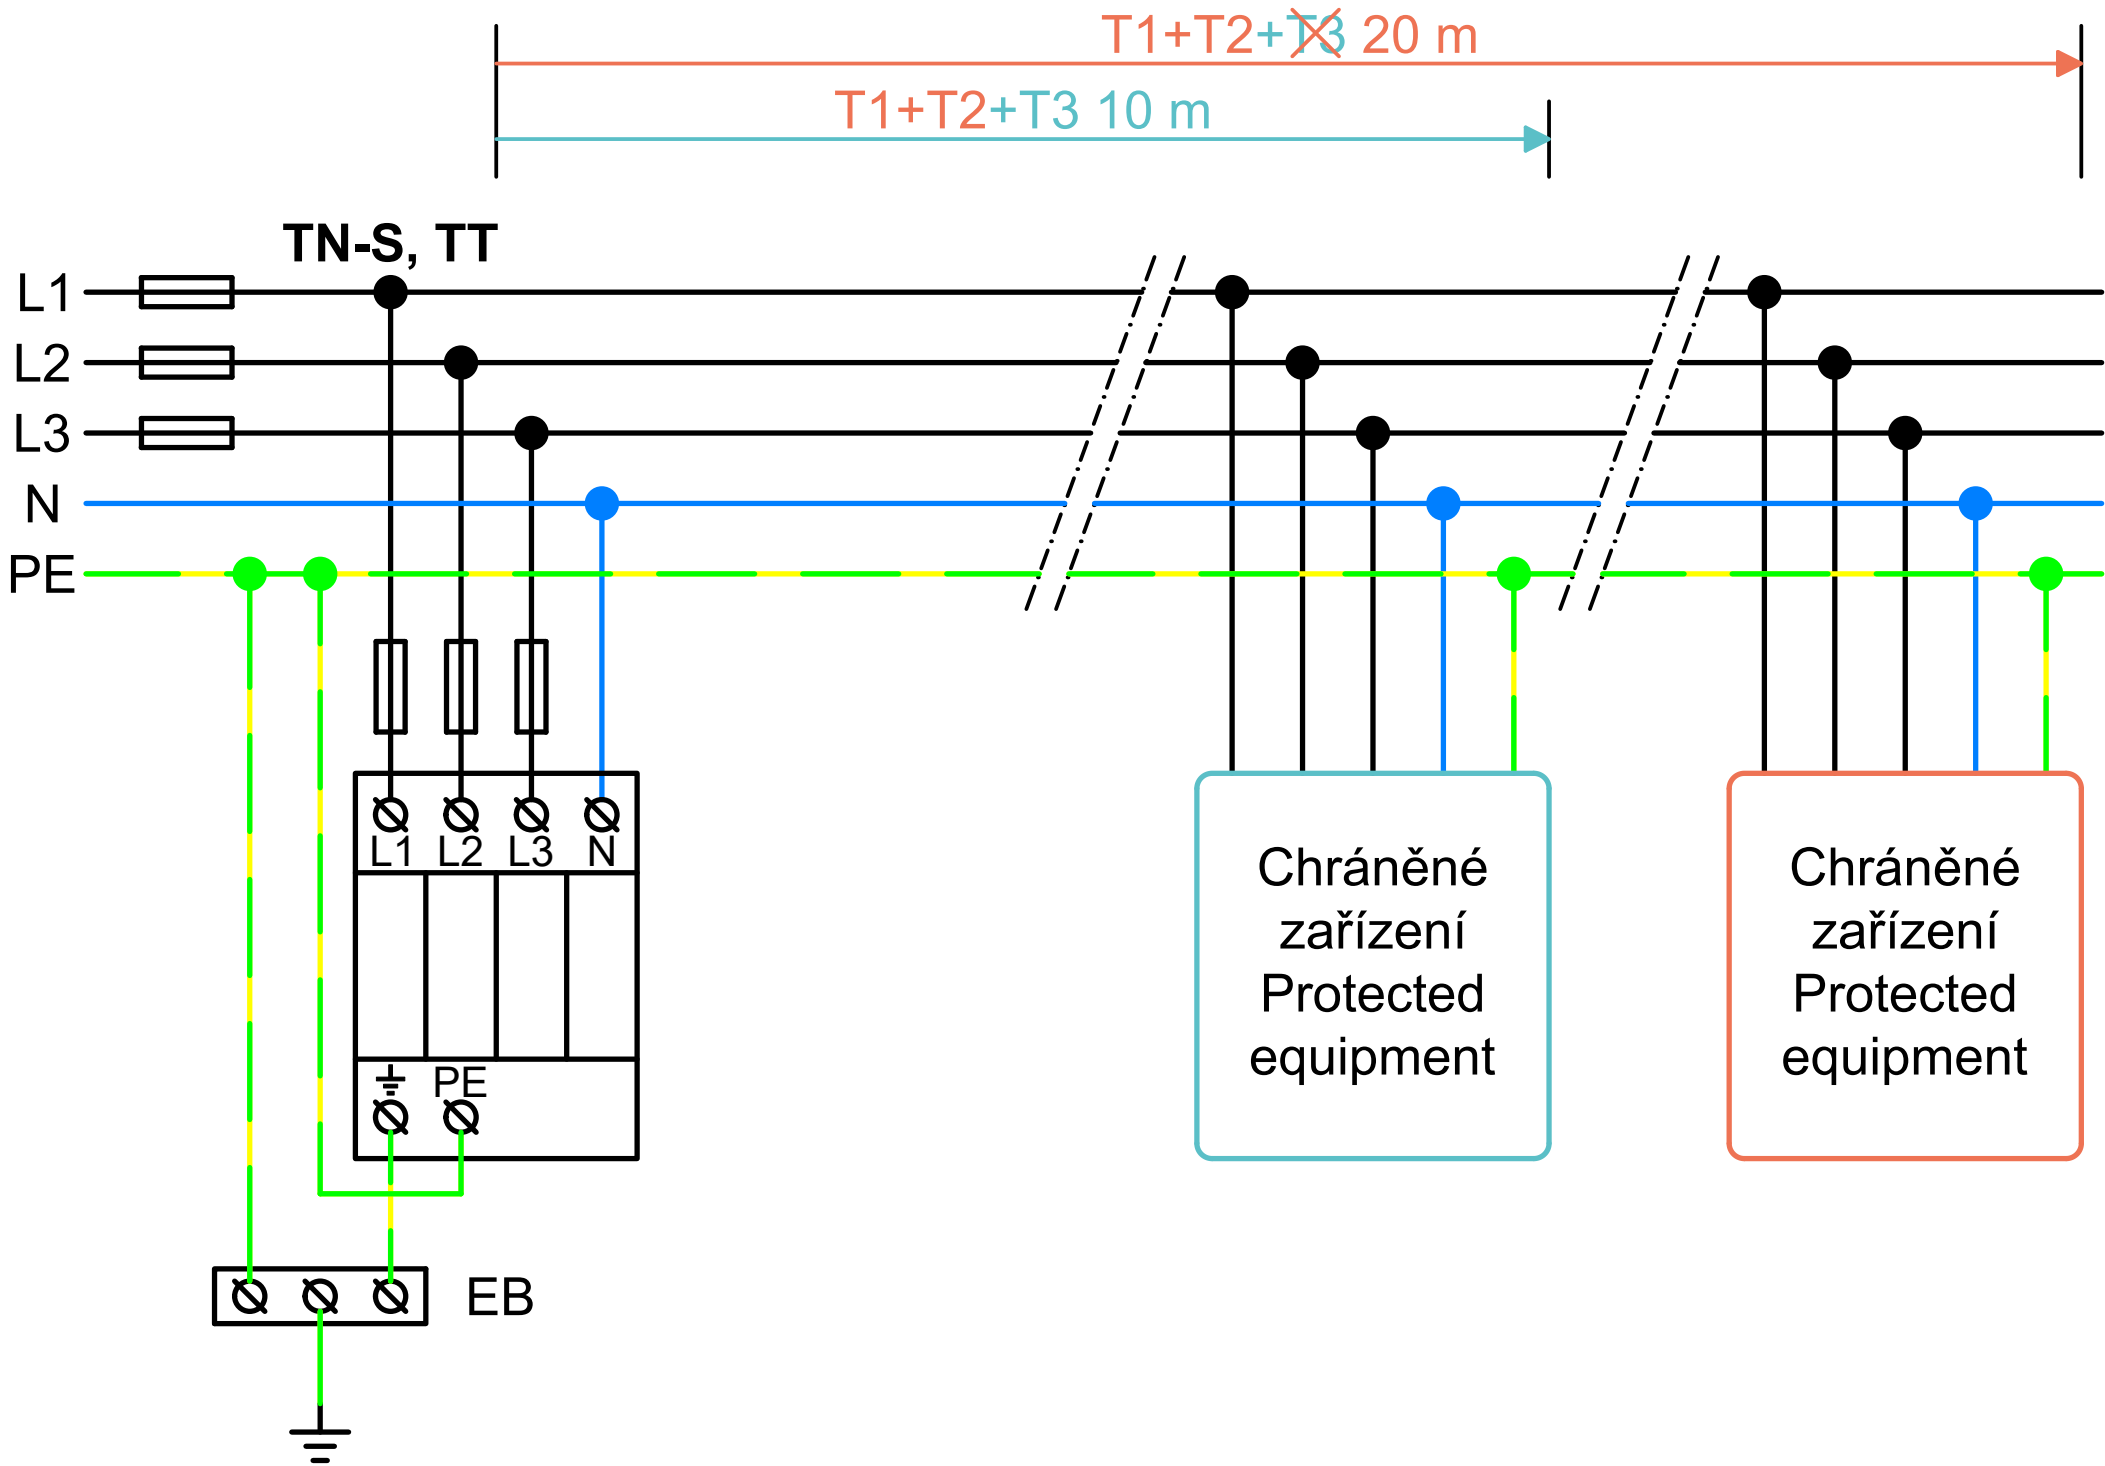 T1+T2+T3 20 m
T1+T2+T3 10 m
TN-S, TT
L1
L2
L3
N
PE
L1 L2 L3 N
PE
EB
Chráněné
zařízení
Protected
equipment
Chráněné
zařízení
Protected
equipment